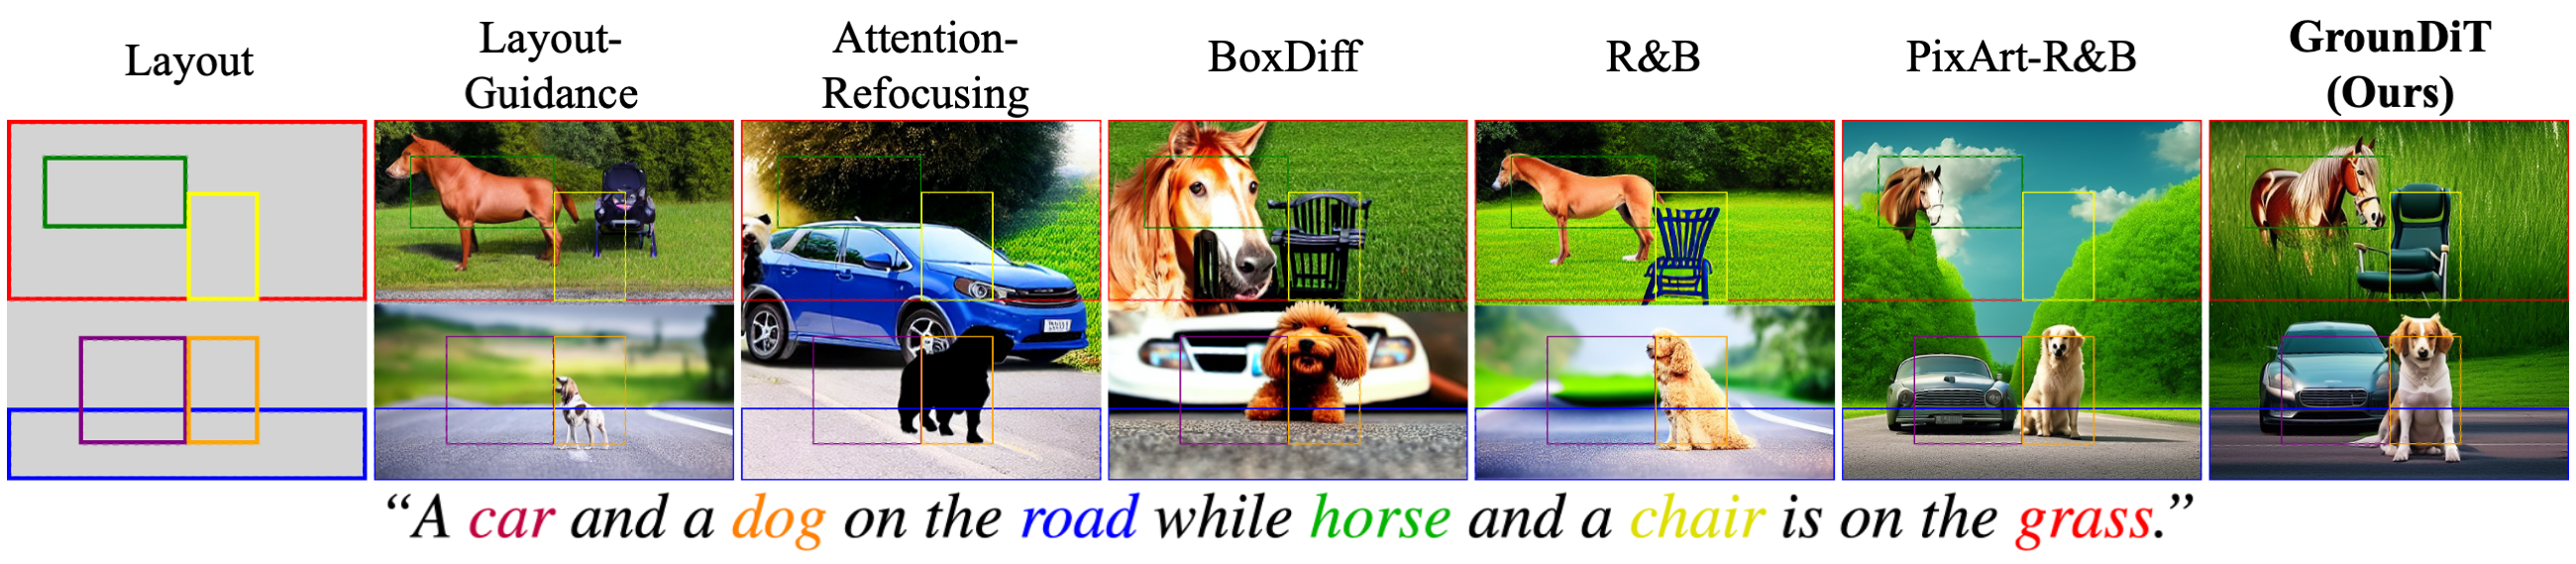 Layout
Layout-
Guidance
Attention-
Refocusing
BoxDiff
R&B
PixArt-R&B
GrounDiT
(Ours)
“A car and a dog on the road while horse and a chair is on the grass.”